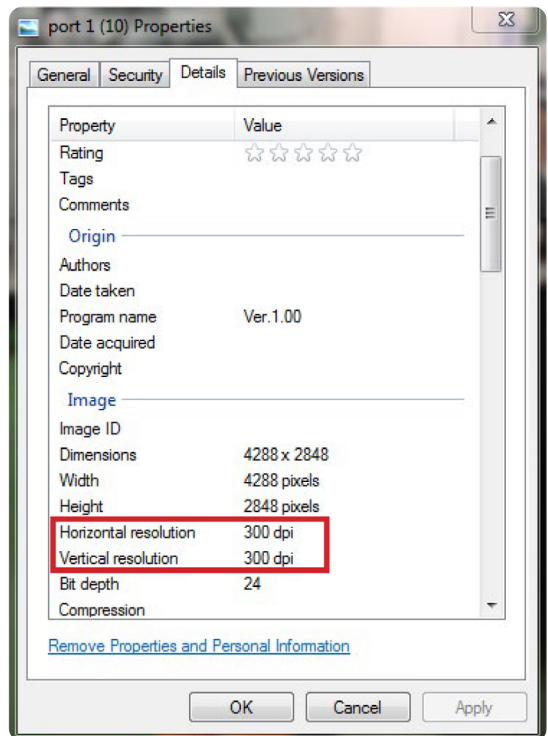 port 1 (10) Properties
General Security Details Previous Versions
Property Value
Rating
Tags
Comments
Origin
Authors
Date taken
Program name Ver.1.00
Date acquired
Copyright
Image
Image ID
Dimensions 4288 x 2848
Width 4288 pixels
Height 2848 pixels
Horizontal resolution 300 dpi
Vertical resolution 300 dpi
Bit depth 24
Compression
Remove Properties and Personal Information
OK Cancel Apply